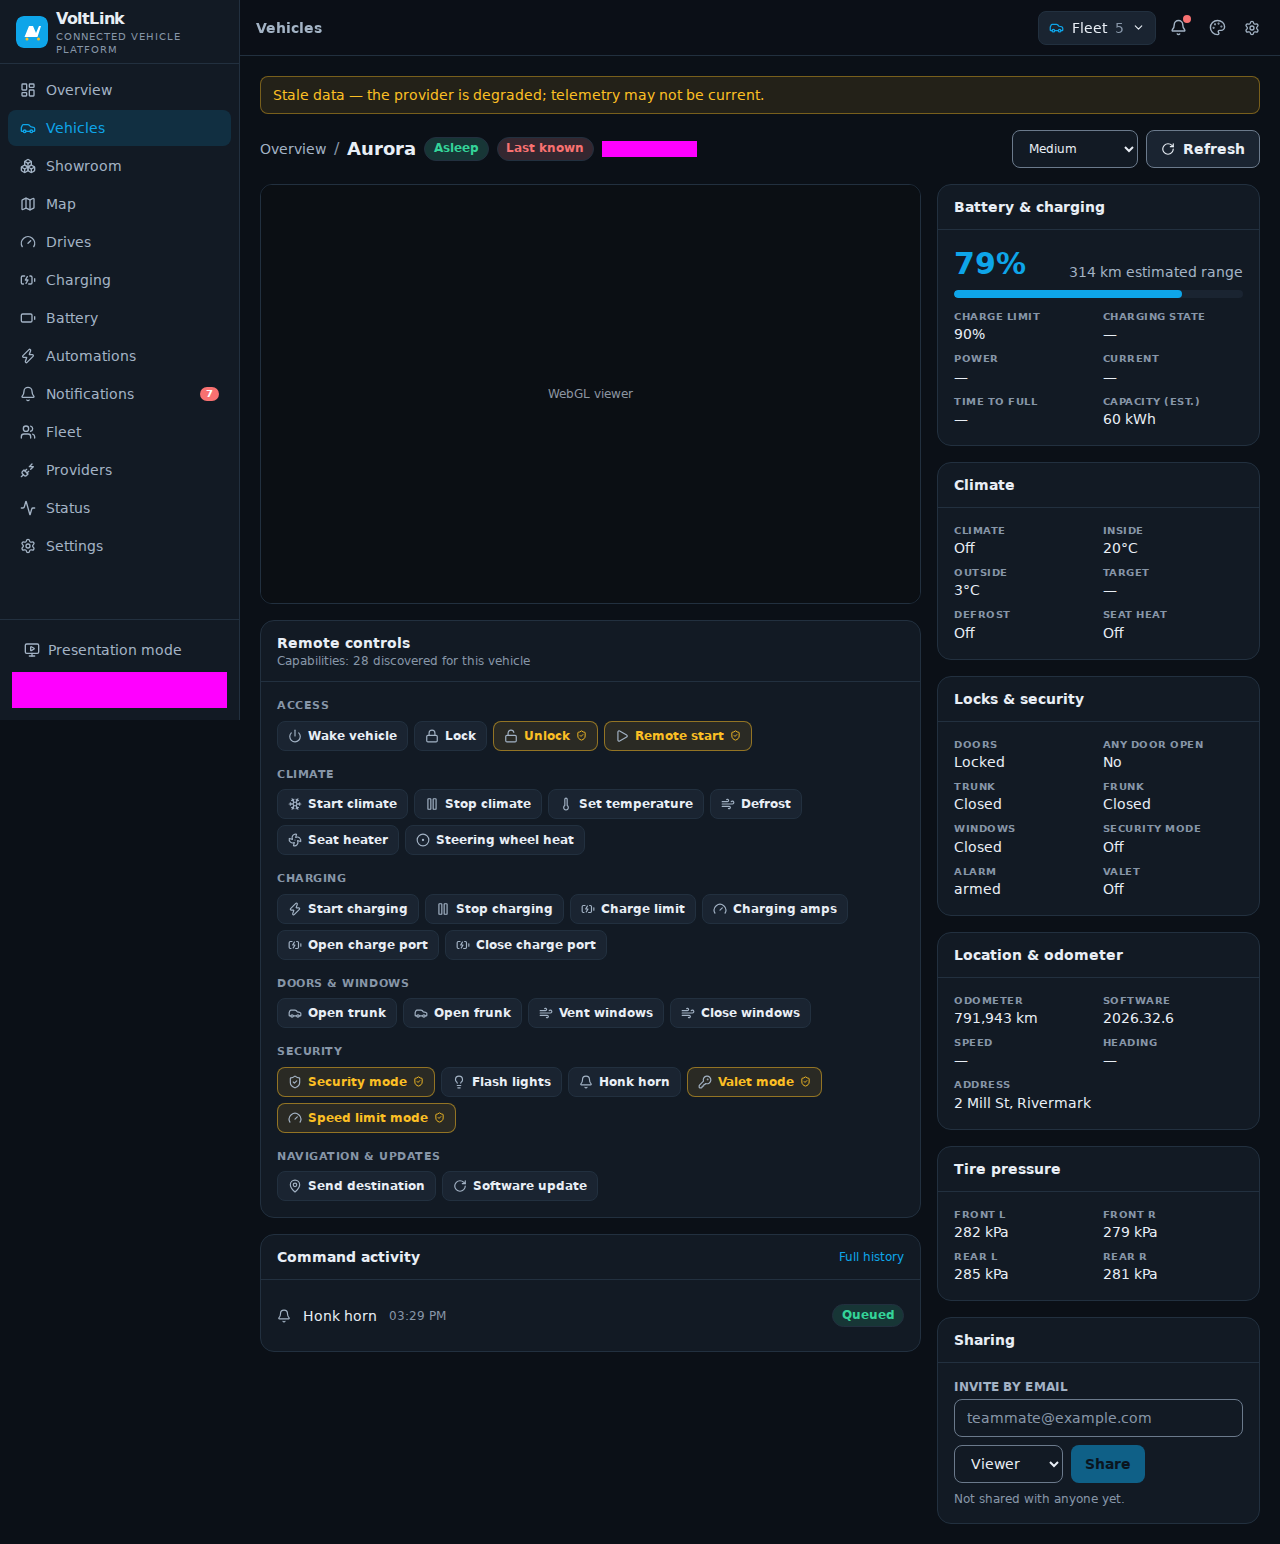 VoltLink
CONNECTED VEHICLE
PLATFORM
Overview
Vehicles
Showroom
Map
Drives
Charging
Battery
Automations
Notifications 7
Fleet
Providers
Status
Settings
Presentation mode
Vehicles
Fleet 5
Stale data — the provider is degraded; telemetry may not be current.
Overview / Aurora Asleep Last known
Medium Refresh
WebGL viewer
Remote controls
Capabilities: 28 discovered for this vehicle
ACCESS
Wake vehicle Lock Unlock Remote start
CLIMATE
Start climate Stop climate Set temperature Defrost
Seat heater Steering wheel heat
CHARGING
Start charging Stop charging Charge limit Charging amps
Open charge port Close charge port
DOORS & WINDOWS
Open trunk Open frunk Vent windows Close windows
SECURITY
Security mode Flash lights Honk horn Valet mode
Speed limit mode
NAVIGATION & UPDATES
Send destination Software update
Command activity Full history
Honk horn 03:29 PM Queued
Battery & charging
79% 314 km estimated range
CHARGE LIMIT CHARGING STATE
90% —
POWER CURRENT
— —
TIME TO FULL CAPACITY (EST.)
— 60 kWh
Climate
CLIMATE INSIDE
Off 20°C
OUTSIDE TARGET
3°C —
DEFROST SEAT HEAT
Off Off
Locks & security
DOORS ANY DOOR OPEN
Locked No
TRUNK FRUNK
Closed Closed
WINDOWS SECURITY MODE
Closed Off
ALARM VALET
armed Off
Location & odometer
ODOMETER SOFTWARE
791,943 km 2026.32.6
SPEED HEADING
— —
ADDRESS
2 Mill St, Rivermark
Tire pressure
FRONT L FRONT R
282 kPa 279 kPa
REAR L REAR R
285 kPa 281 kPa
Sharing
INVITE BY EMAIL
teammate@example.com
Viewer Share
Not shared with anyone yet.